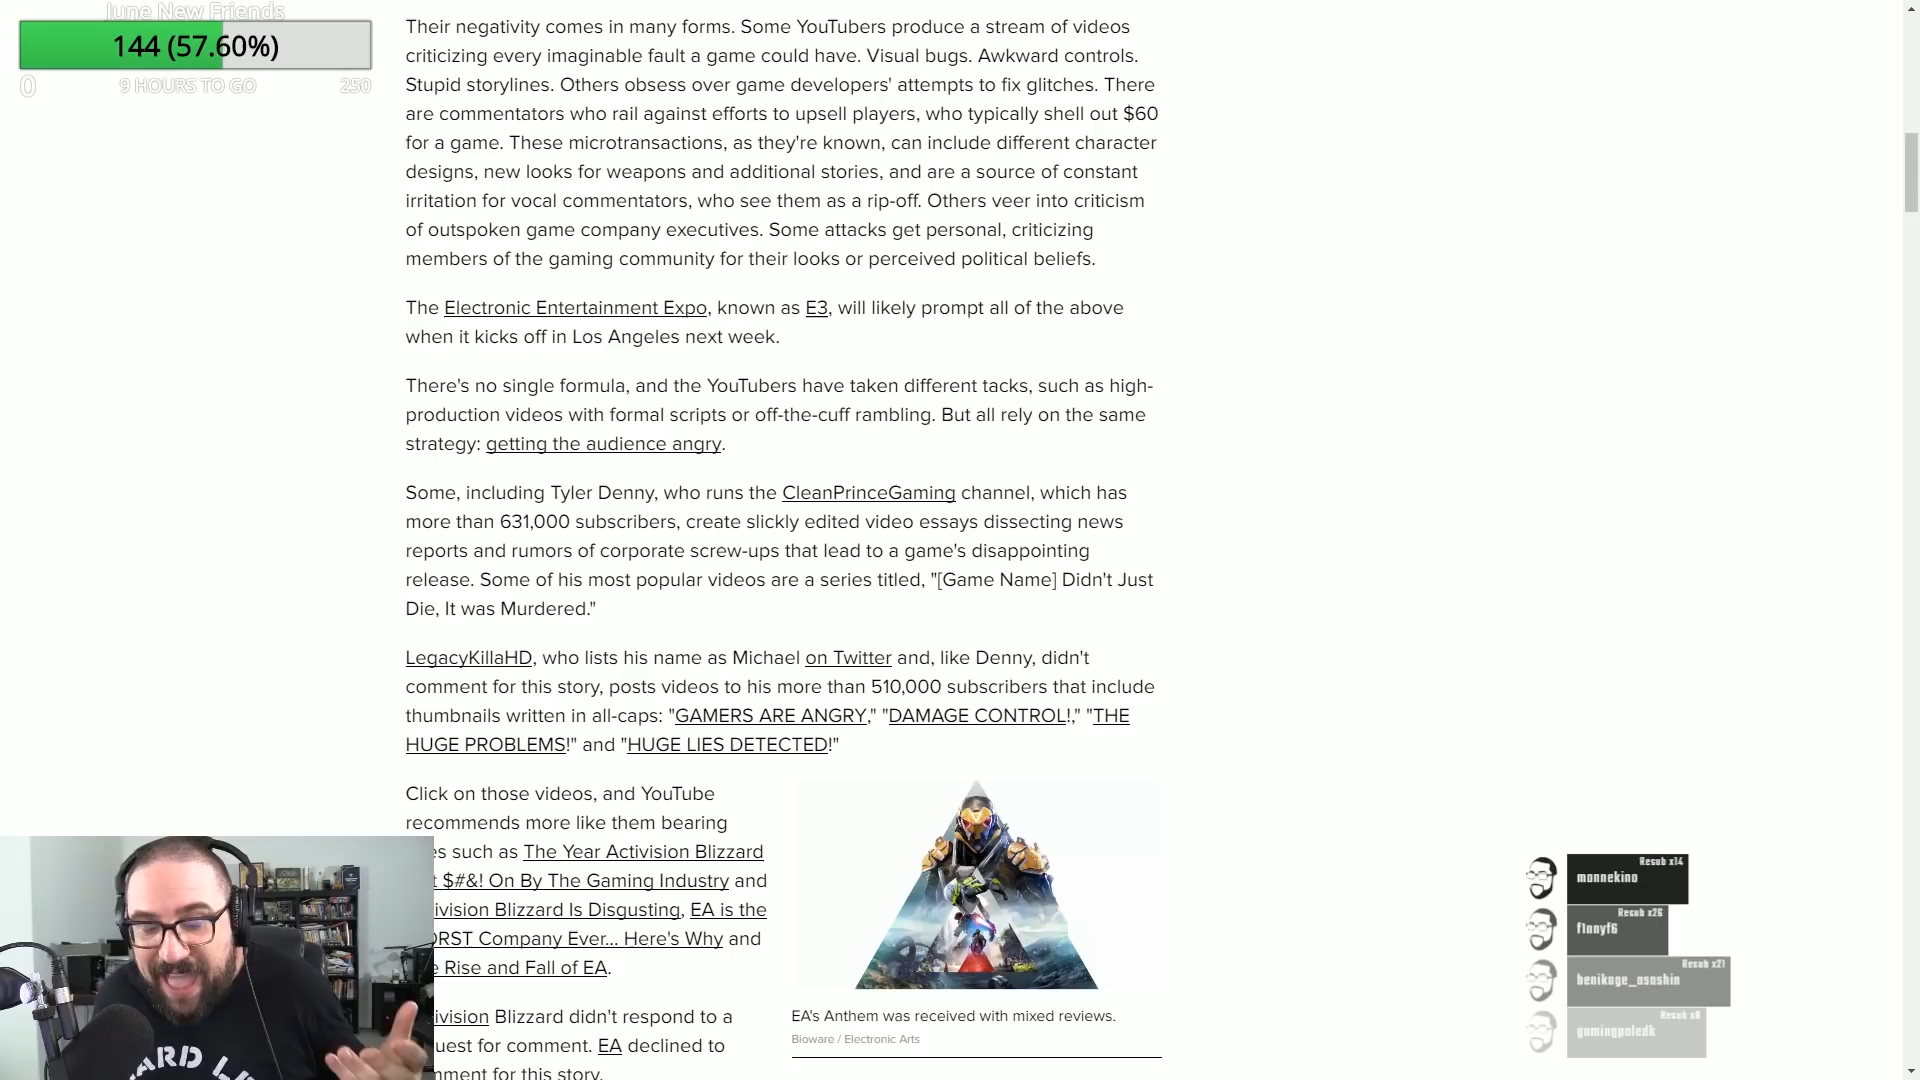 June New Friends
144 (57.60%)
0
9 HOURS TO GO
250
Their negativity comes in many forms. Some YouTubers produce a stream of videos
criticizing every imaginable fault a game could have. Visual bugs. Awkward controls.
Stupid storylines. Others obsess over game developers' attempts to fix glitches. There
are commentators who rail against efforts to upsell players, who typically shell out $60
for a game. These microtransactions, as they're known, can include different character
designs, new looks for weapons and additional stories, and are a source of constant
irritation for vocal commentators, who see them as a rip-off. Others veer into criticism
of outspoken game company executives. Some attacks get personal, criticizing
members of the gaming community for their looks or perceived political beliefs.
The Electronic Entertainment Expo, known as E3, will likely prompt all of the above
when it kicks off in Los Angeles next week.
There's no single formula, and the YouTubers have taken different tacks, such as high-
production videos with formal scripts or off-the-cuff rambling. But all rely on the same
strategy: getting the audience angry.
Some, including Tyler Denny, who runs the CleanPrinceGaming channel, which has
more than 631,000 subscribers, create slickly edited video essays dissecting news
reports and rumors of corporate screw-ups that lead to a game's disappointing
release. Some of his most popular videos are a series titled, "[Game Name] Didn't Just
Die, It was Murdered."
LegacyKillaHD, who lists his name as Michael on Twitter and, like Denny, didn't
comment for this story, posts videos to his more than 510,000 subscribers that include
thumbnails written in all-caps: "GAMERS ARE ANGRY," "DAMAGE CONTROL!," "THE
HUGE PROBLEMS!" and "HUGE LIES DETECTED!"
Click on those videos, and YouTube
recommends more like them bearing
es such as The Year Activision Blizzard
t $#&! On By The Gaming Industry and
ivision Blizzard Is Disgusting, EA is the
ORST Company Ever... Here's Why and
e Rise and Fall of EA.
ivision Blizzard didn't respond to a
uest for comment. EA declined to
mment for this story.
EA's Anthem was received with mixed reviews.
Bioware / Electronic Arts
Resub x14
monnekino
Resub x26
f1nnyf6
Resub x21
benikage_asashin
Resub x8
gamingpoledk
ARD LI